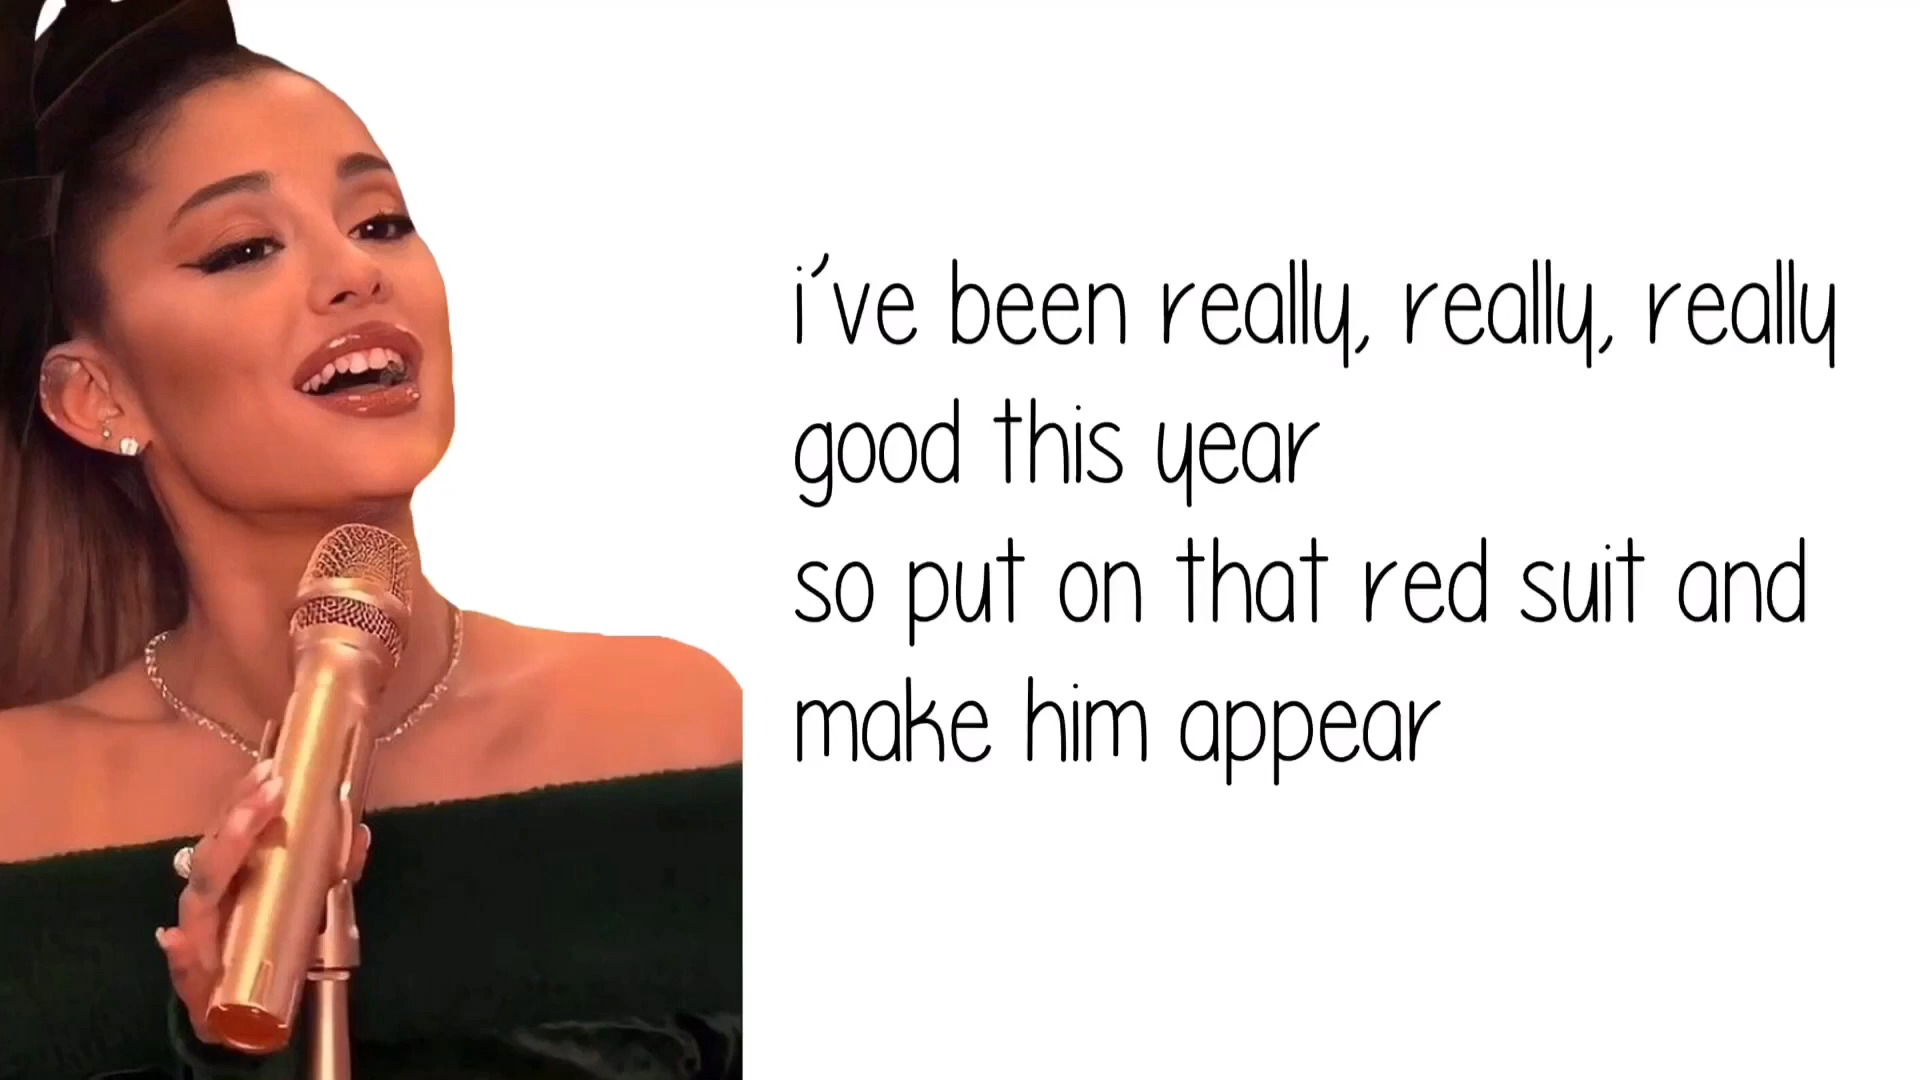 i've been really, really, really
good this year
so put on that red suit and
make him appear